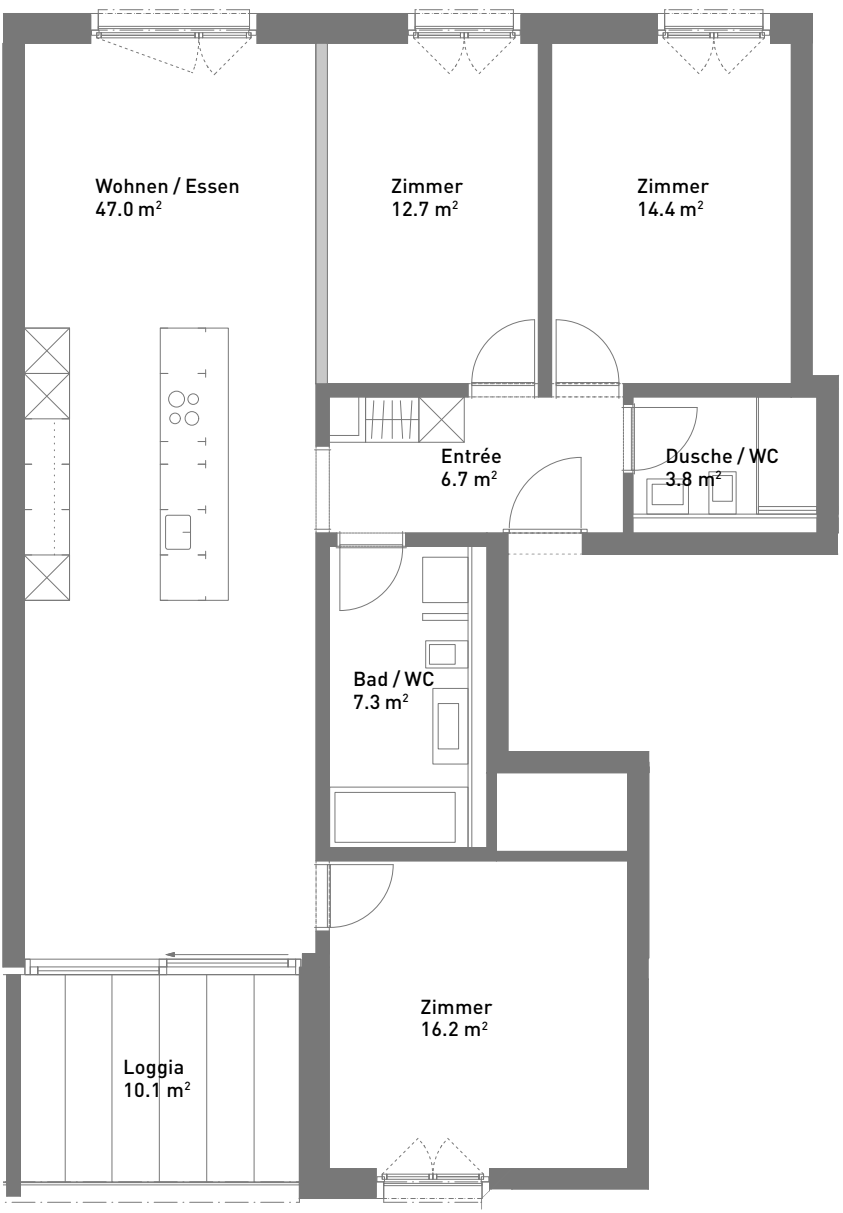 Wohnen / Essen
47.0 m²
Zimmer
12.7 m²
Zimmer
14.4 m²
Entrée
6.7 m²
Dusche / WC
3.8 m²
Bad / WC
7.3 m²
Zimmer
16.2 m²
Loggia
10.1 m²